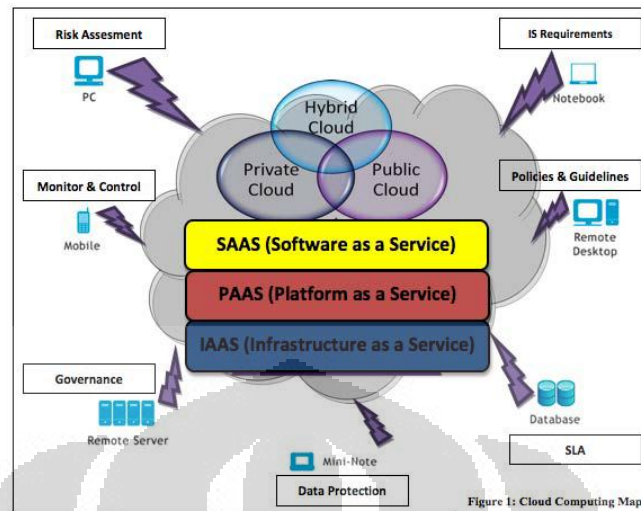 Risk Assesment
IS Requirements
PC
Notebook
Hybrid
Cloud
Private
Cloud
Public
Cloud
Monitor & Control
Policies & Guidelines
Mobile
Remote
Desktop
SAAS (Software as a Service)
PAAS (Platform as a Service)
IAAS (Infrastructure as a Service)
Governance
Remote Server
Database
SLA
Mini-Note
Data Protection
Figure 1: Cloud Computing Map